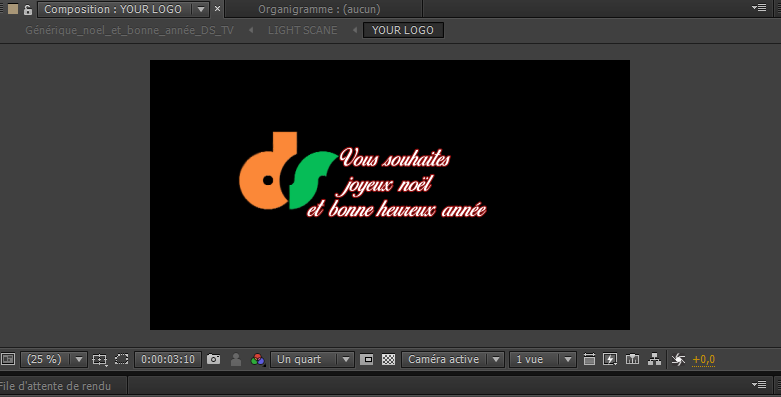 Composition : YOUR LOGO
Organigramme : (aucun)
Générique_noel_et_bonne_année_DS_TV LIGHT SCANE YOUR LOGO
ds
Vous souhaites
joyeux noël
et bonne heureux année
(25 %) 0:00:03:10 Un quart Caméra active 1 vue +0,0
File d'attente de rendu